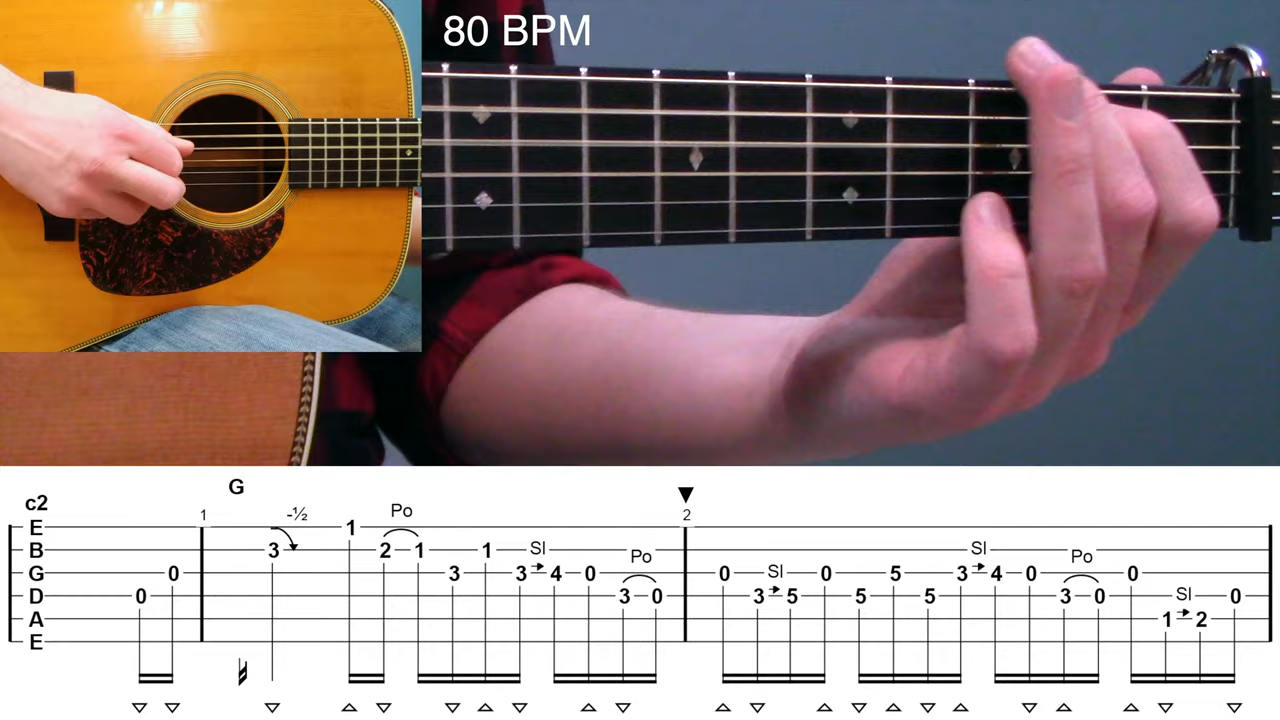 80 BPM
G
c2
1 -½ Po 2
E 1
B 3 2 1 1 Sl Po Sl
G 0 3 3 4 0 0 Sl 0 5 3 4 0 Po 0
D 0 3 0 3 5 5 5 3 0 Sl 0
A 1 2
E